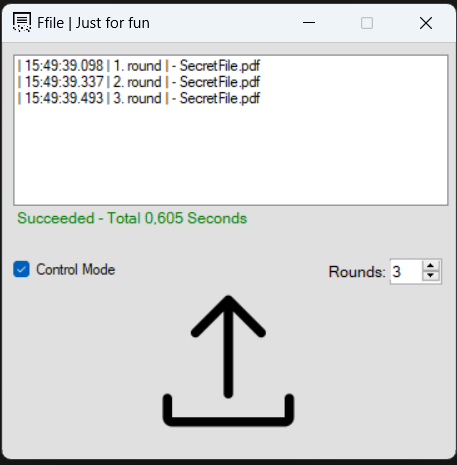 Ffile | Just for fun
| 15:49:39.098 | 1. round | - SecretFile.pdf
| 15:49:39.337 | 2. round | - SecretFile.pdf
| 15:49:39.493 | 3. round | - SecretFile.pdf
Succeeded - Total 0,605 Seconds
Control Mode
Rounds: 3